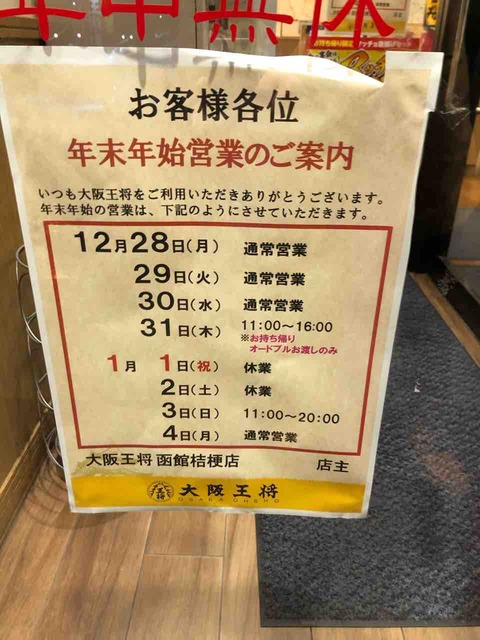 年中無休
お客様各位
年末年始営業のご案内
いつも大阪王将をご利用いただきありがとうございます。
年末年始の営業は、下記のようにさせていただきます。
12月28日(月) 通常営業
29日(火) 通常営業
30日(水) 通常営業
31日(木) 11:00〜16:00
※お持ち帰り
オードブルお渡しのみ
1月 1日(祝) 休業
2日(土) 休業
3日(日) 11:00〜20:00
4日(月) 通常営業
大阪王将 函館桔梗店 店主
大阪王将
OSAKA OHSHO